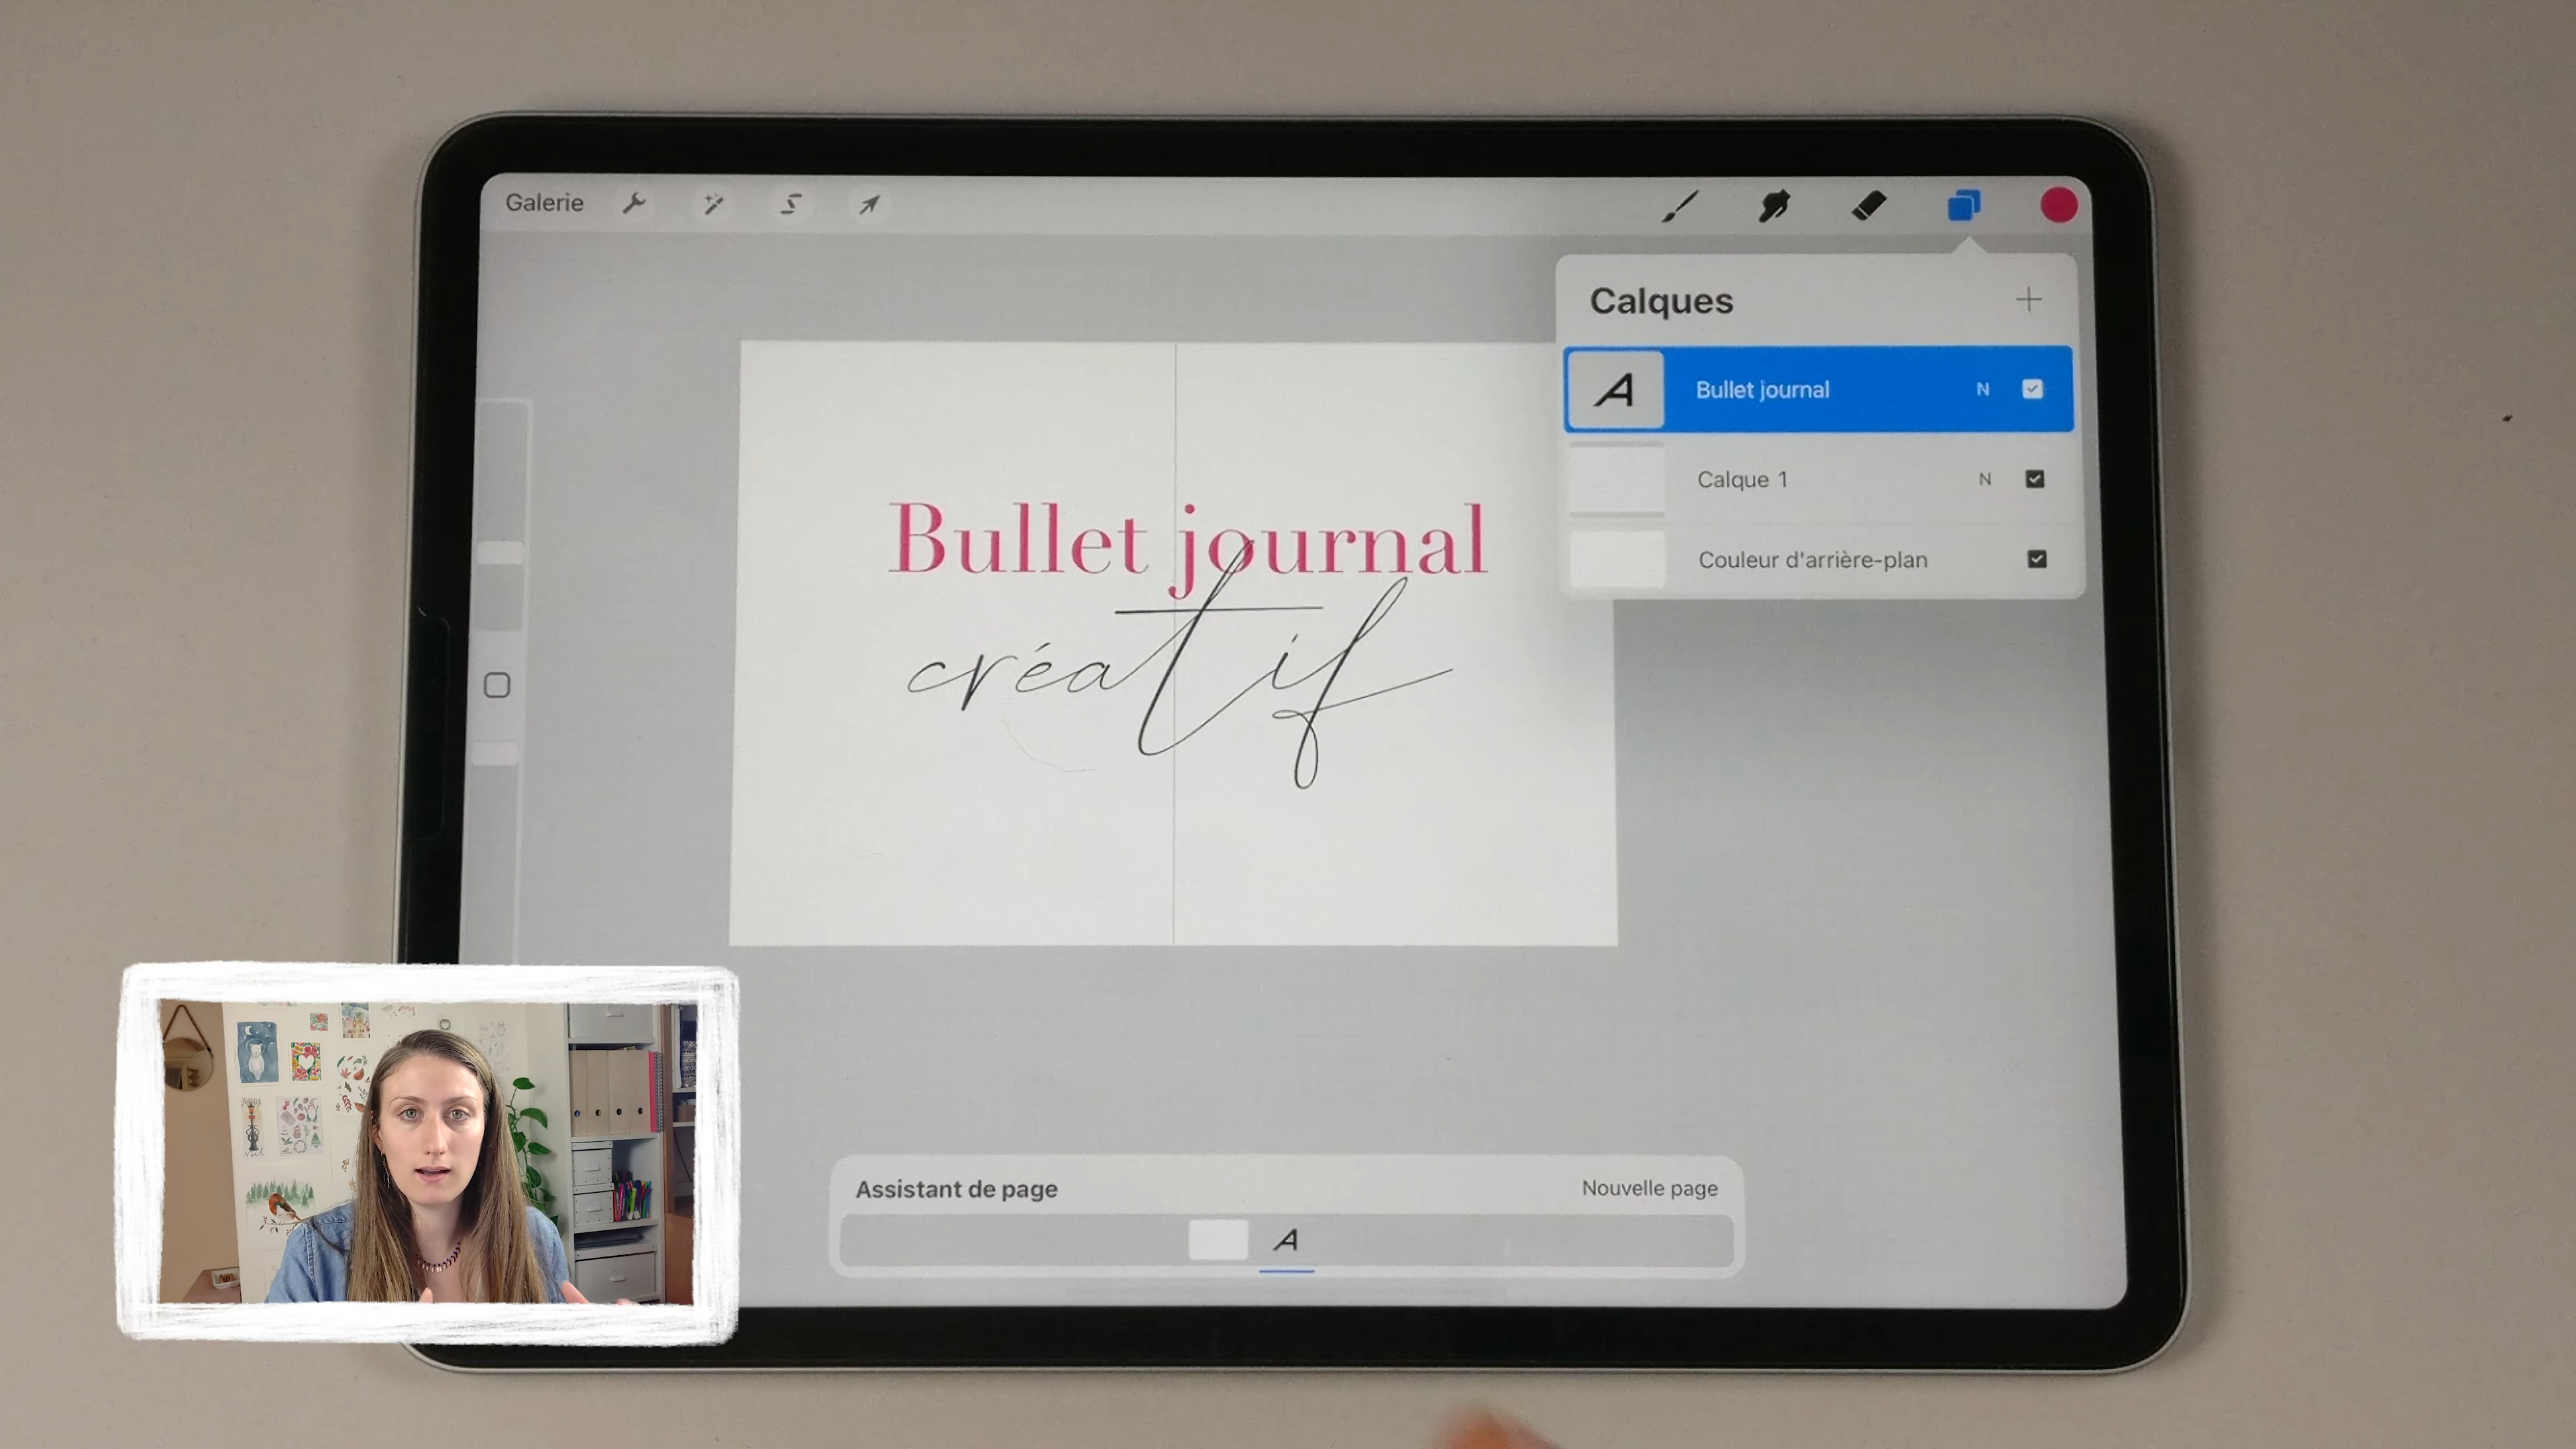 Galerie
Calques
Bullet journal N
Calque 1 N
Couleur d'arrière-plan
Bullet journal
créatif
Assistant de page
Nouvelle page